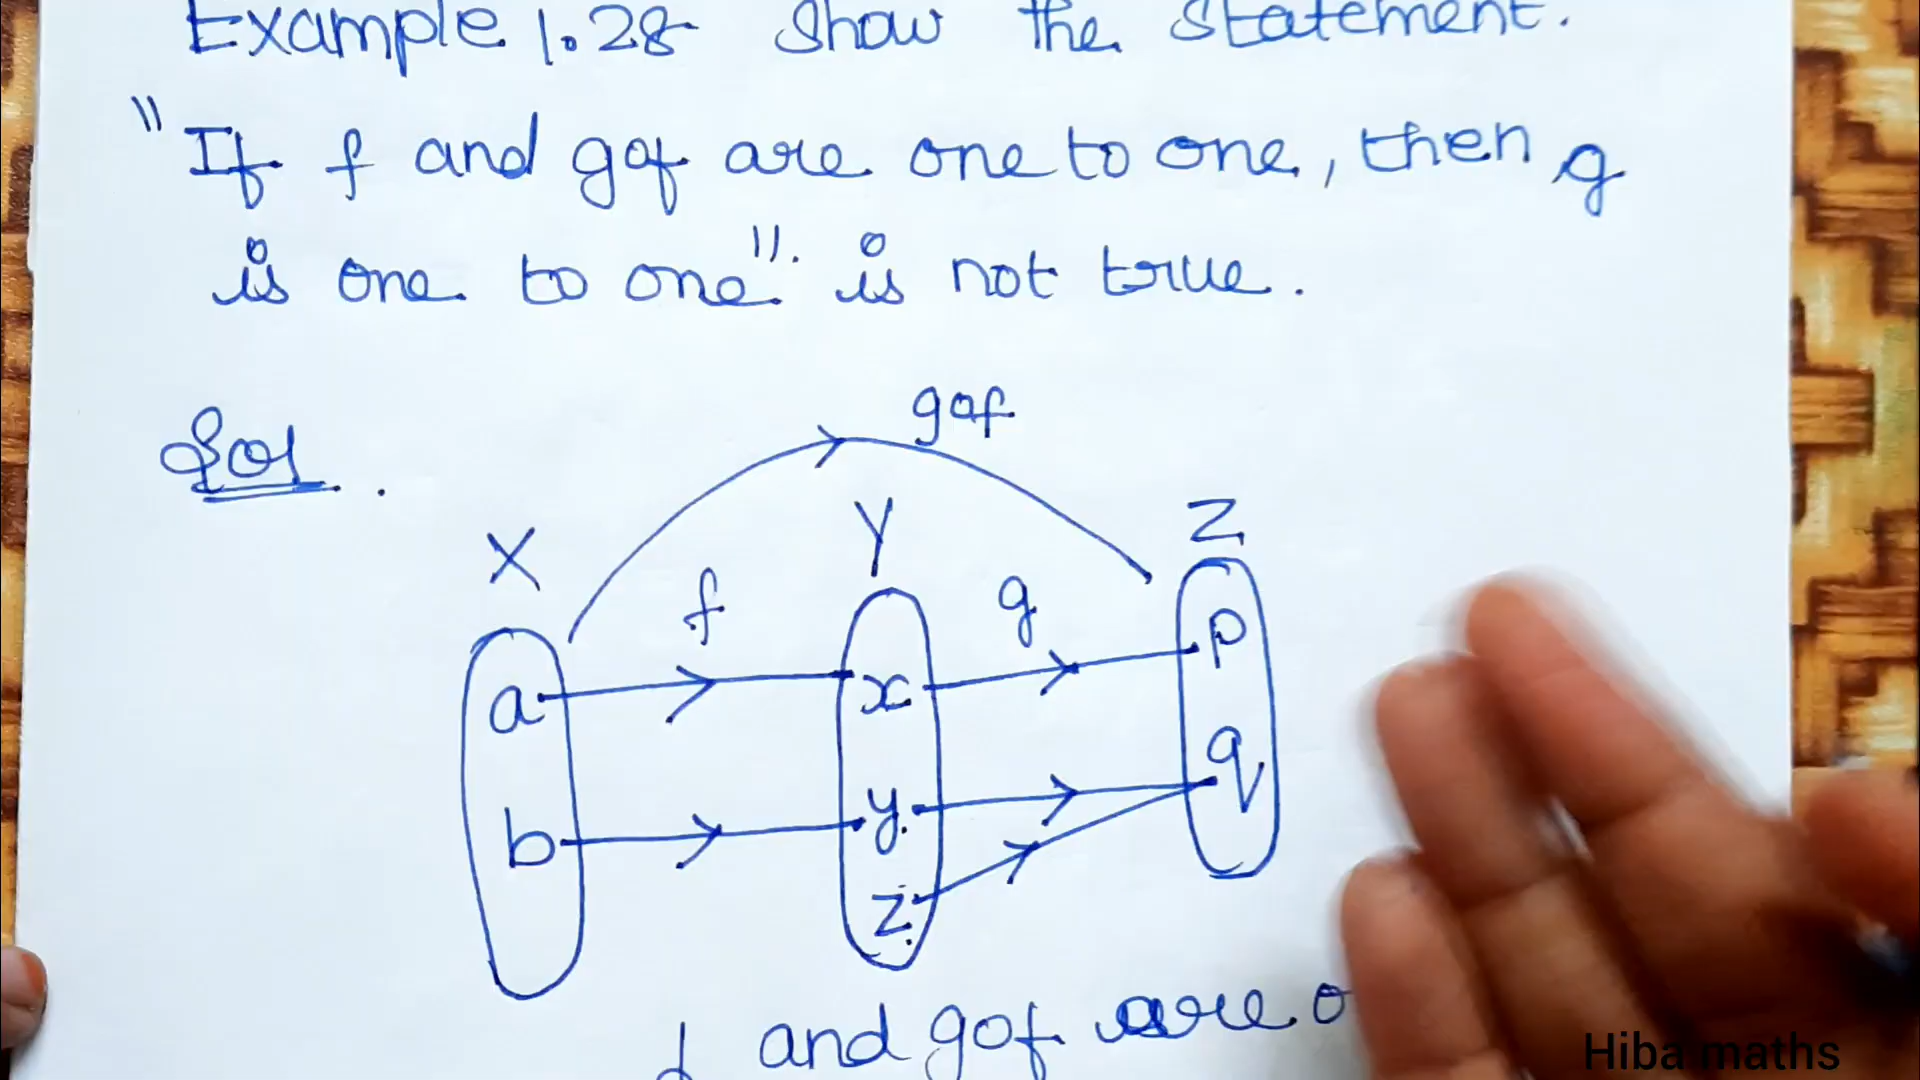 Example 1.28 Show the statement.
"If f and gof are one to one, then g
is one to one". is not true.
Sol.
gof
X Y Z
f g
a x p
b y q
z
f and gof are
Hiba maths